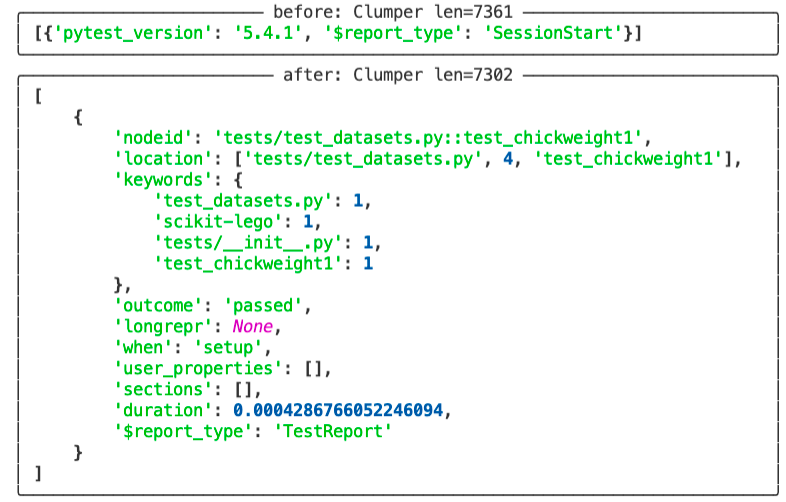 before: Clumper len=7361
[{'pytest_version': '5.4.1', '$report_type': 'SessionStart'}]
after: Clumper len=7302
[
    {
        'nodeid': 'tests/test_datasets.py::test_chickweight1',
        'location': ['tests/test_datasets.py', 4, 'test_chickweight1'],
        'keywords': {
            'test_datasets.py': 1,
            'scikit-lego': 1,
            'tests/__init__.py': 1,
            'test_chickweight1': 1
        },
        'outcome': 'passed',
        'longrepr': None,
        'when': 'setup',
        'user_properties': [],
        'sections': [],
        'duration': 0.0004286766052246094,
        '$report_type': 'TestReport'
    }
]